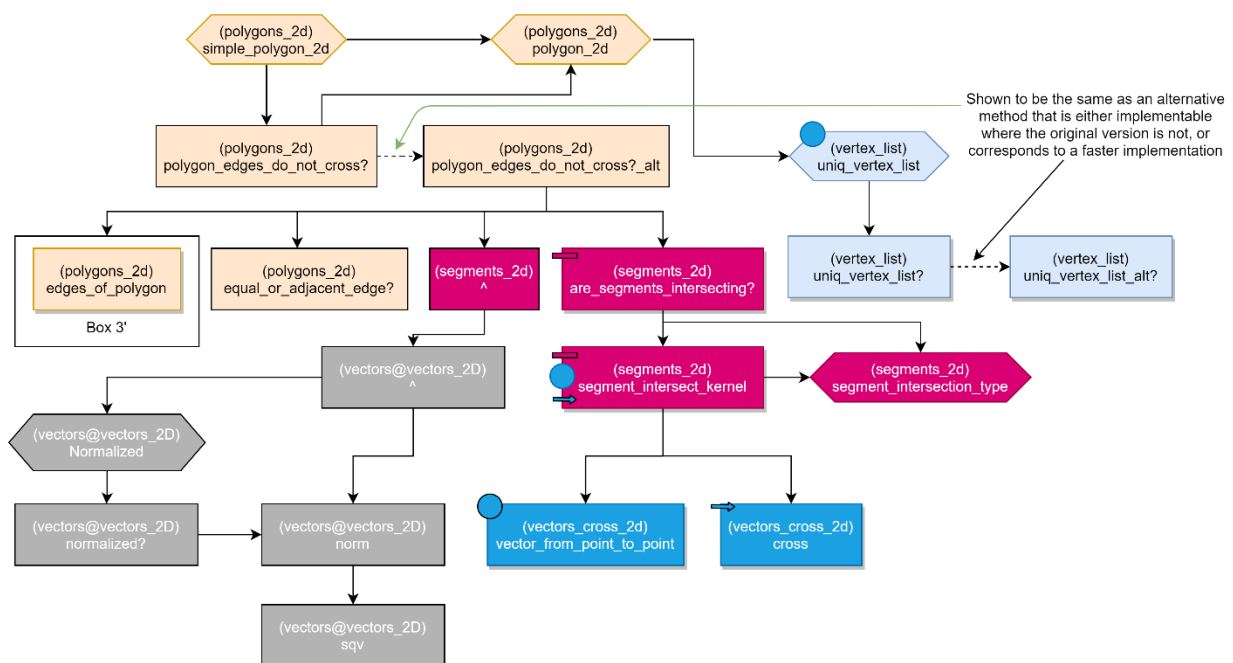 (polygons_2d)
simple_polygon_2d
(polygons_2d)
polygon_2d
Shown to be the same as an alternative
method that is either implementable
where the original version is not, or
corresponds to a faster implementation
(polygons_2d)
polygon_edges_do_not_cross?
(polygons_2d)
polygon_edges_do_not_cross?_alt
(vertex_list)
uniq_vertex_list
(polygons_2d)
edges_of_polygon
Box 3'
(polygons_2d)
equal_or_adjacent_edge?
(segments_2d)
^
(segments_2d)
are_segments_intersecting?
(vertex_list)
uniq_vertex_list?
(vertex_list)
uniq_vertex_list_alt?
(vectors@vectors_2D)
^
(segments_2d)
segment_intersect_kernel
(segments_2d)
segment_intersection_type
(vectors@vectors_2D)
Normalized
(vectors@vectors_2D)
normalized?
(vectors@vectors_2D)
norm
(vectors_cross_2d)
vector_from_point_to_point
(vectors_cross_2d)
cross
(vectors@vectors_2D)
sqv